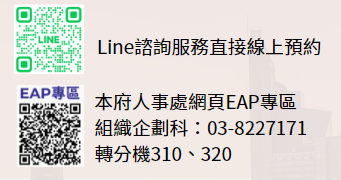 LINE
Line諮詢服務直接線上預約
EAP專區
本府人事處網頁EAP專區
組織企劃科：03-8227171
轉分機310、320